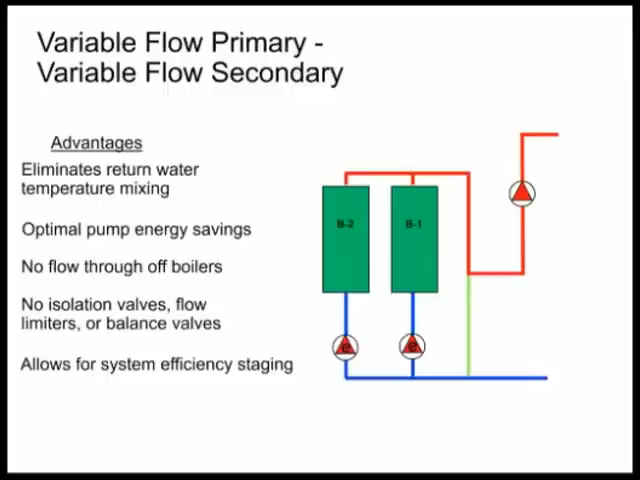 Variable Flow Primary -
Variable Flow Secondary
Advantages
Eliminates return water
temperature mixing
Optimal pump energy savings
No flow through off boilers
No isolation valves, flow
limiters, or balance valves
Allows for system efficiency staging
B-2
B-1
e
e